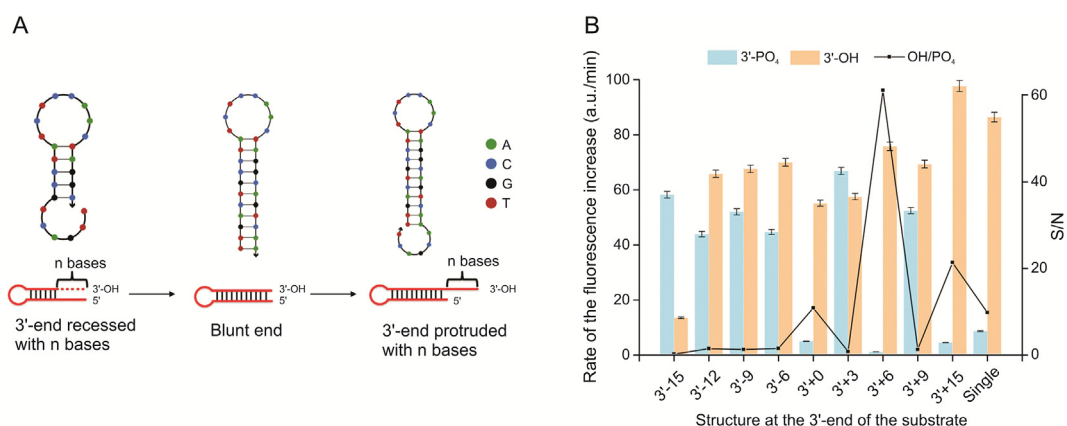 A
A
C
G
T
n bases
3'-OH
5'
3'-end recessed
with n bases
3'-OH
5'
Blunt end
n bases
3'-OH
5'
3'-end protruded
with n bases
B
3'-PO₄
3'-OH
OH/PO₄
Rate of the fluorescence increase (a.u./min)
100
80
60
40
20
0
S/N
60
40
20
0
3'-15
3'-12
3'-9
3'-6
3'+0
3'+3
3'+6
3'+9
3'+15
Single
Structure at the 3'-end of the substrate